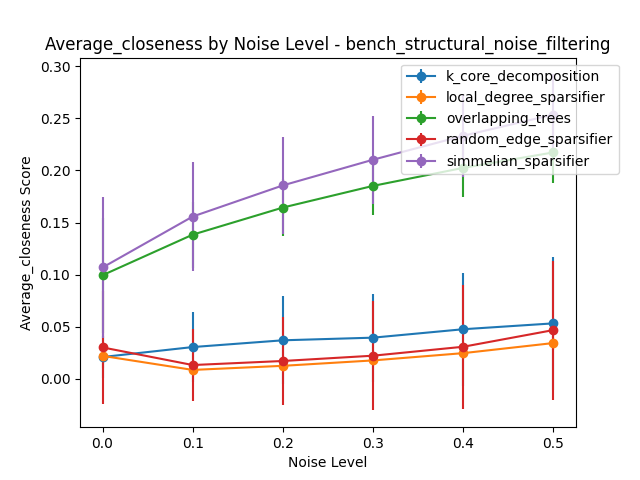 Average_closeness by Noise Level - bench_structural_noise_filtering
k_core_decomposition
local_degree_sparsifier
overlapping_trees
random_edge_sparsifier
simmelian_sparsifier
Average_closeness Score
0.30
0.25
0.20
0.15
0.10
0.05
0.00
0.0 0.1 0.2 0.3 0.4 0.5
Noise Level